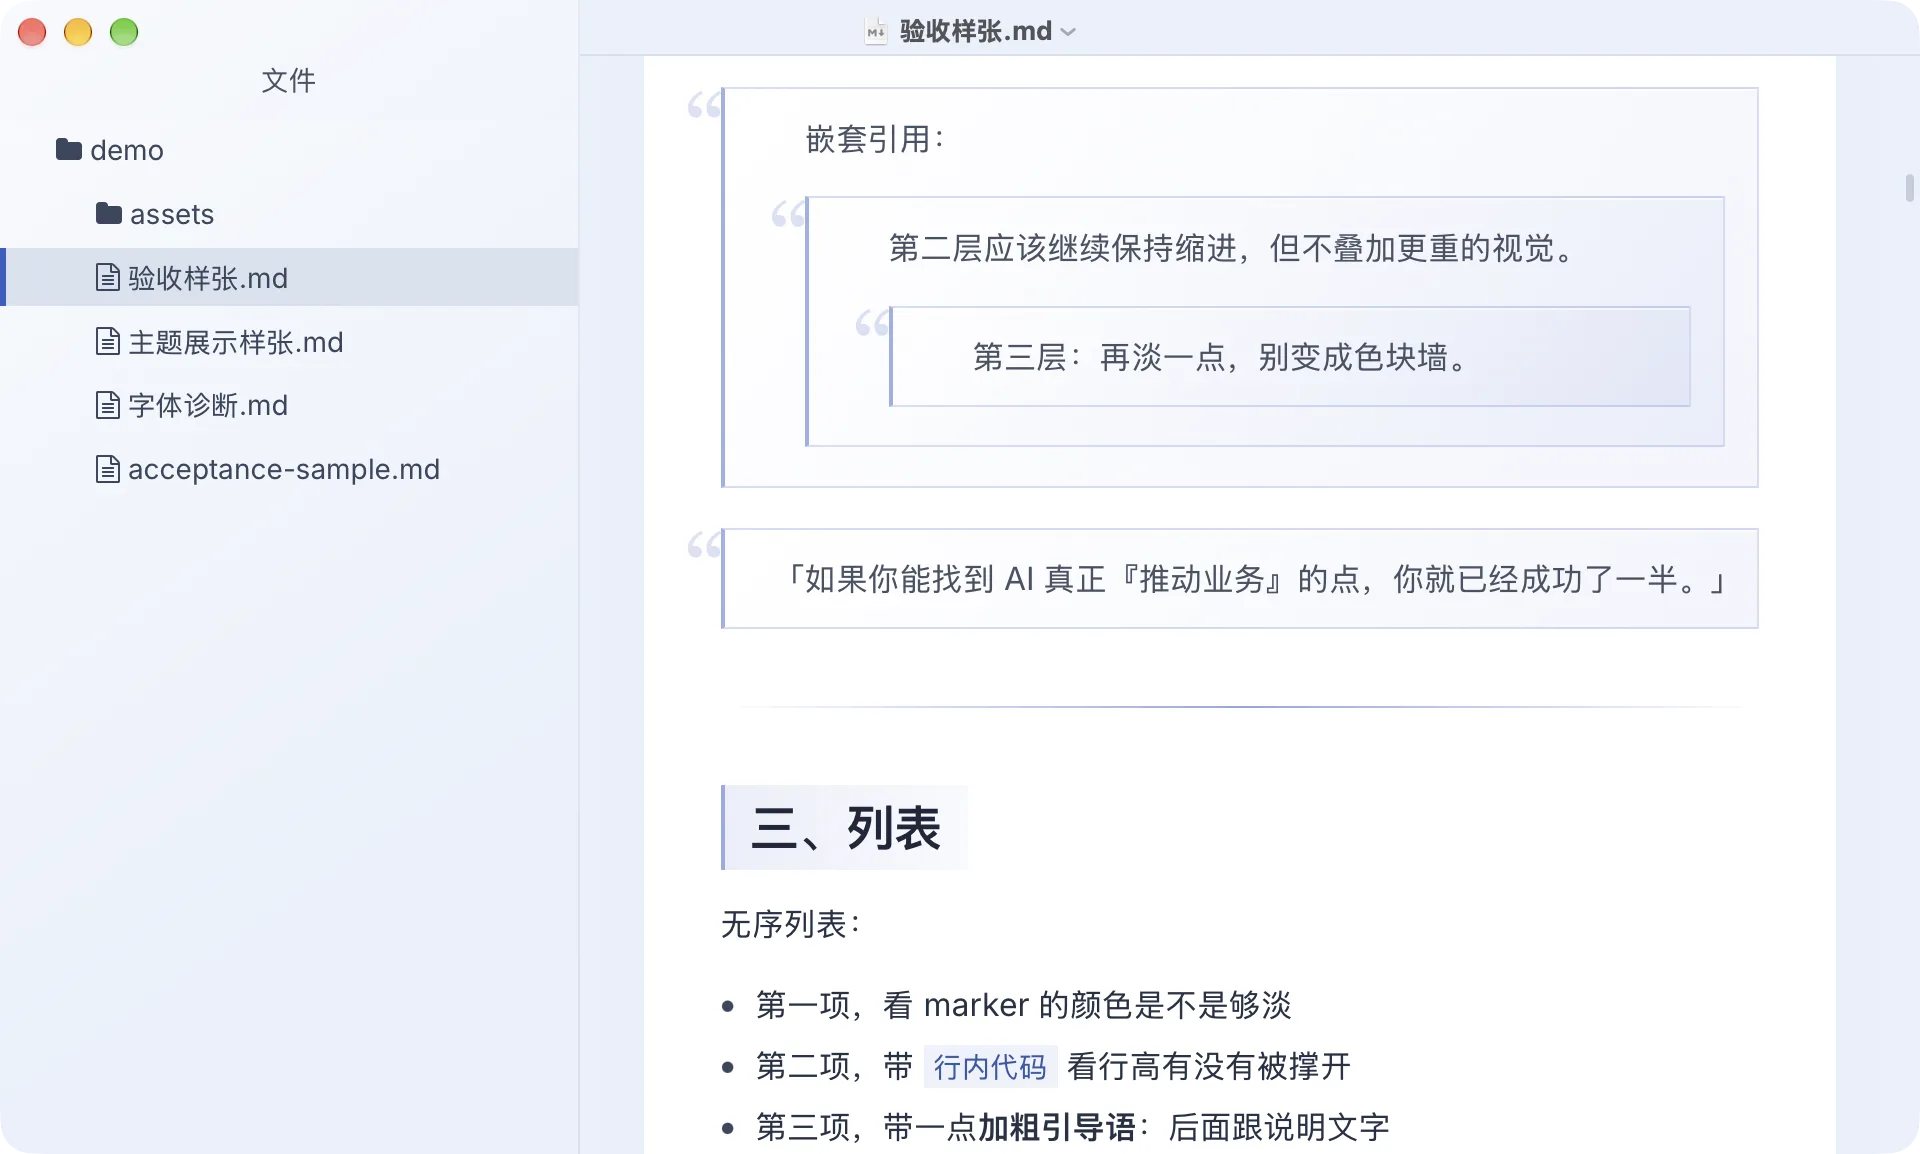 验收样张.md
文件
demo
assets
验收样张.md
主题展示样张.md
字体诊断.md
acceptance-sample.md
“
嵌套引用：
“
第二层应该继续保持缩进，但不叠加更重的视觉。
“
第三层：再淡一点，别变成色块墙。
“
「如果你能找到 AI 真正『推动业务』的点，你就已经成功了一半。」
三、列表
无序列表：
• 第一项，看 marker 的颜色是不是够淡
• 第二项，带 行内代码 看行高有没有被撑开
• 第三项，带一点加粗引导语：后面跟说明文字